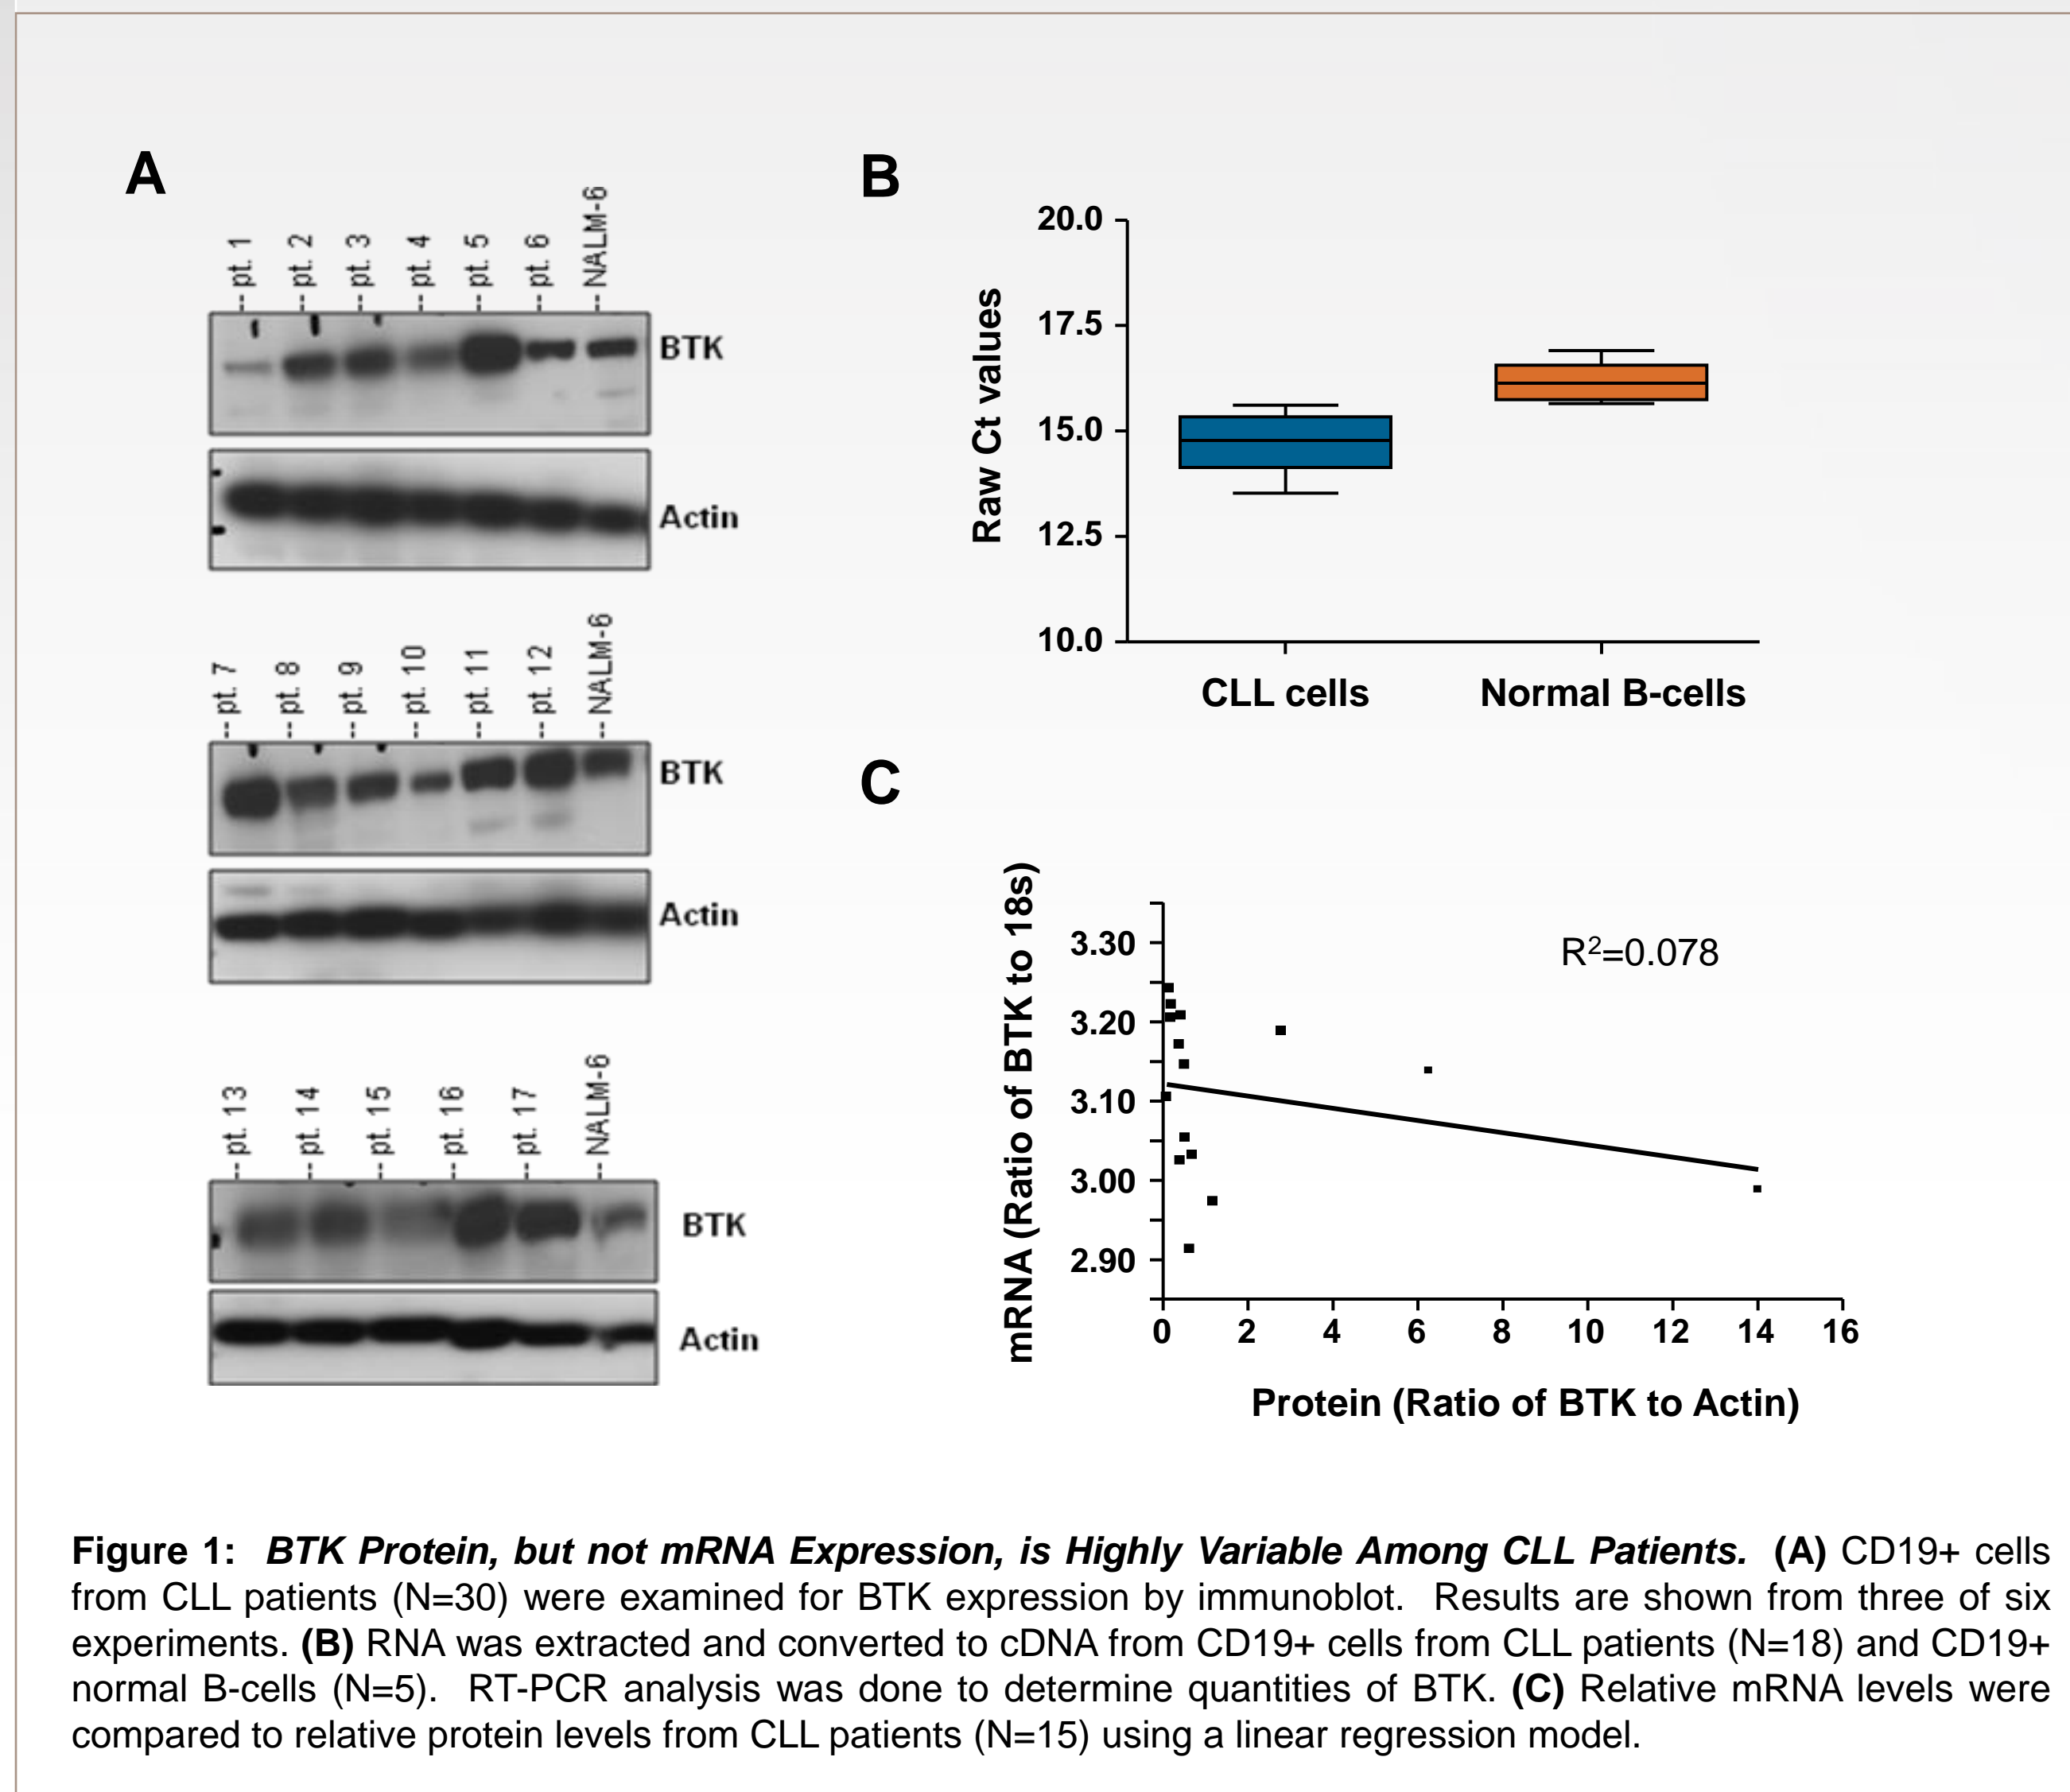 A
-- pt. 1
-- pt. 2
-- pt. 3
-- pt. 4
-- pt. 5
-- pt. 6
-- NALM-6
BTK
Actin
-- pt. 7
-- pt. 8
-- pt. 9
-- pt. 10
-- pt. 11
-- pt. 12
-- NALM-6
BTK
Actin
-- pt. 13
-- pt. 14
-- pt. 15
-- pt. 16
-- pt. 17
-- NALM-6
BTK
Actin
B
Raw Ct values
20.0
17.5
15.0
12.5
10.0
CLL cells Normal B-cells
C
mRNA (Ratio of BTK to 18s)
3.30
3.20
3.10
3.00
2.90
R²=0.078
0 2 4 6 8 10 12 14 16
Protein (Ratio of BTK to Actin)
Figure 1: BTK Protein, but not mRNA Expression, is Highly Variable Among CLL Patients. (A) CD19+ cells
from CLL patients (N=30) were examined for BTK expression by immunoblot. Results are shown from three of six
experiments. (B) RNA was extracted and converted to cDNA from CD19+ cells from CLL patients (N=18) and CD19+
normal B-cells (N=5). RT-PCR analysis was done to determine quantities of BTK. (C) Relative mRNA levels were
compared to relative protein levels from CLL patients (N=15) using a linear regression model.